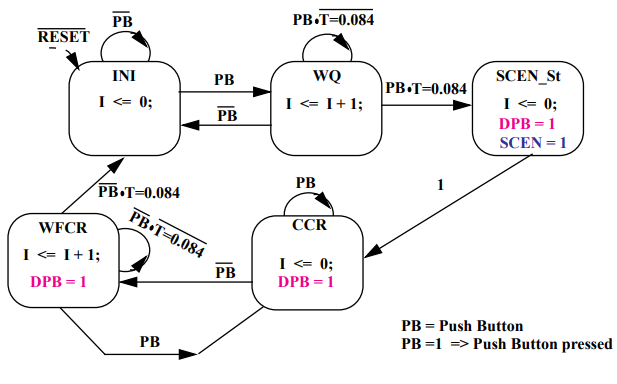 PB
PB•T=0.084
RESET
INI
I <= 0;
PB
PB
WQ
I <= I + 1;
PB•T=0.084
SCEN_St
I <= 0;
DPB = 1
SCEN = 1
1
PB•T=0.084
WFCR
I <= I + 1;
DPB = 1
PB•T=0.084
PB
PB
CCR
I <= 0;
DPB = 1
PB
PB = Push Button
PB =1 => Push Button pressed